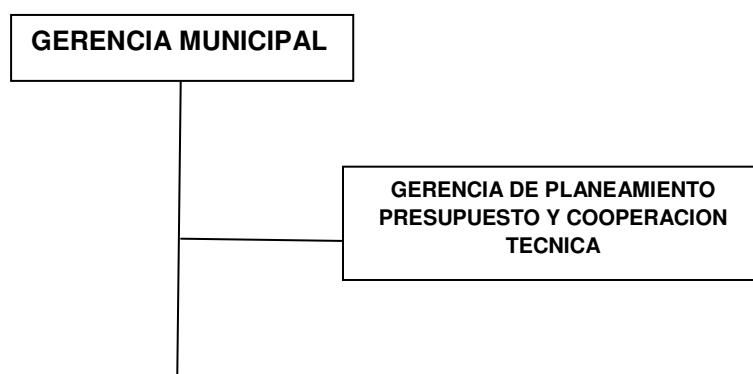 GERENCIA MUNICIPAL
GERENCIA DE PLANEAMIENTO
PRESUPUESTO Y COOPERACION
TECNICA